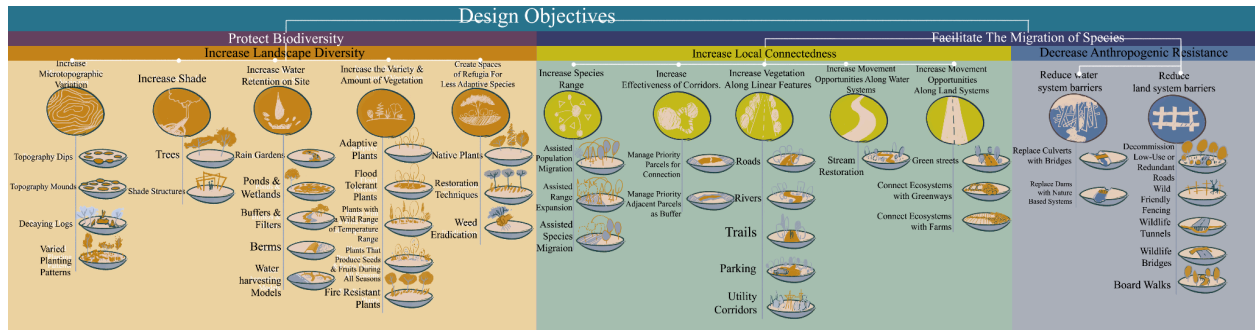 Design Objectives
Protect Biodiversity
Facilitate The Migration of Species
Increase Landscape Diversity
Increase Local Connectedness
Decrease Anthropogenic Resistance
Increase
Microtopographic
Variation
Topography Dips
Topography Mounds
Decaying Logs
Varied
Planting
Patterns
Increase Shade
Trees
Shade Structures
Increase Water
Retention on Site
Rain Gardens
Ponds &
Wetlands
Buffers &
Filters
Berms
Water
harvesting
Models
Increase the Variety &
Amount of Vegetation
Adaptive
Plants
Flood
Tolerant
Plants
Plants with
a Wild Range
of Temperature
Range
Plants That
Produce Seeds
& Fruits During
All Seasons
Fire Resistant
Plants
Create Spaces
of Refugia For
Less Adaptive Species
Native Plants
Restoration
Techniques
Weed
Eradication
Increase Species
Range
Assisted
Population
Migration
Assisted
Range
Expansion
Assisted
Species
Migraion
Increase
Effectiveness of Corridors.
Manage Priority
Parcels for
Connection
Manage Priority
Adjacent Parcels
as Buffer
Increase Vegetation
Along Linear Features
Roads
Rivers
Trails
Parking
Utility
Corridors
Increase Movement
Opportunities Along Water
Systems
Stream
Restoration
Increase Movement
Opportunities
Along Land Systems
Green streets
Connect Ecosystems
with Greenways
Connect Ecosystems
with Farms
Reduce water
system barriers
Replace Culverts
with Bridges
Replace Dams
with Nature
Based Systems
Reduce
land system barriers
Decommission
Low-Use or
Redundant
Roads
Wild
Friendly
Fencing
Wildlife
Tunnels
Wildlife
Bridges
Board Walks